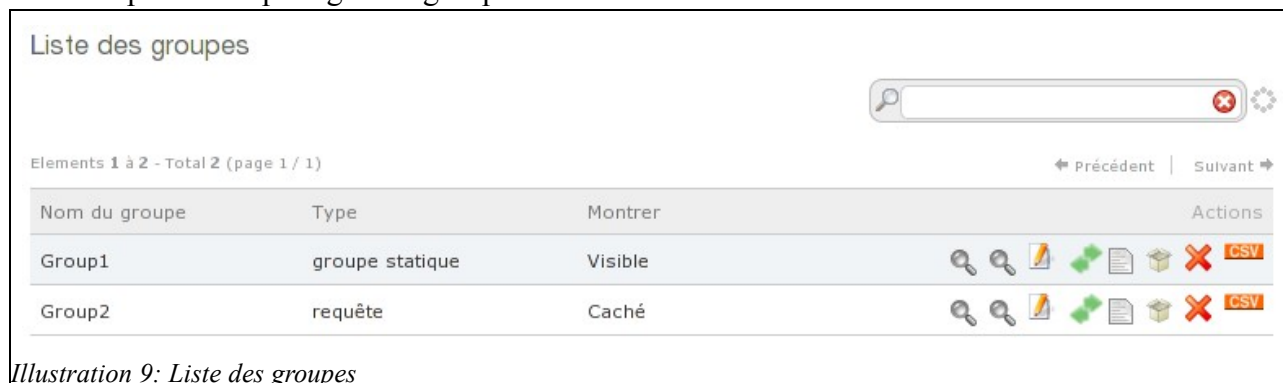 Liste des groupes
Elements 1 à 2 - Total 2 (page 1 / 1)
Précédent | Suivant
Nom du groupe Type Montrer Actions
Group1 groupe statique Visible CSV
Group2 requête Caché CSV
Illustration 9: Liste des groupes